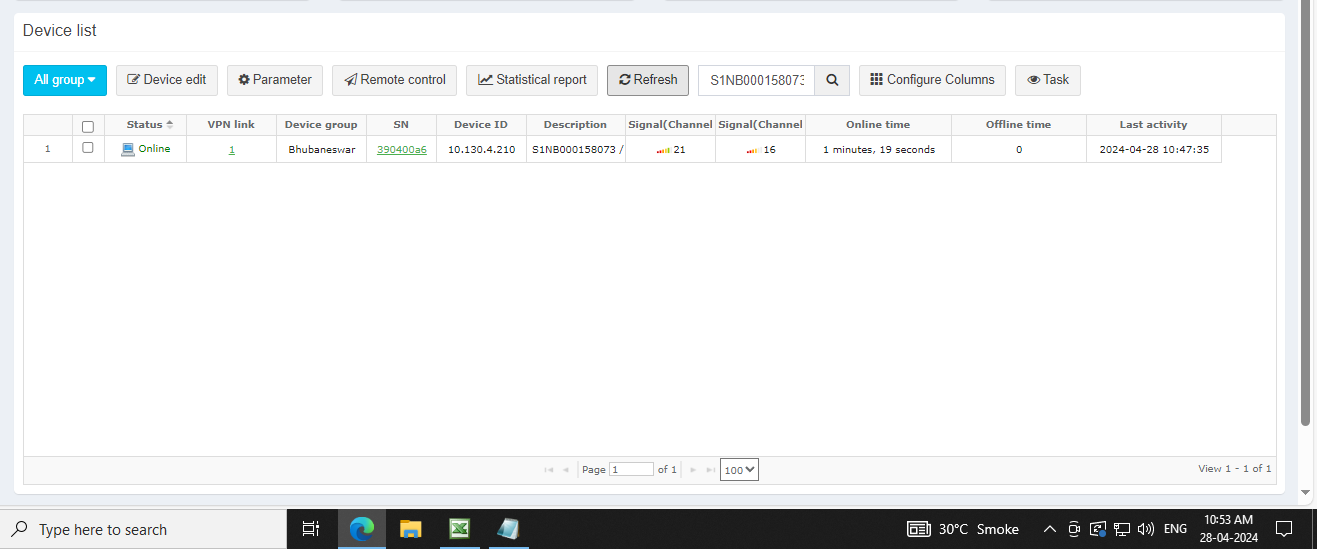 Device list
All group Device edit Parameter Remote control Statistical report Refresh S1NB000158073 Configure Columns Task
Status VPN link Device group SN Device ID Description Signal(Channel Signal(Channel Online time Offline time Last activity
1 Online 1 Bhubaneswar 390400a6 10.130.4.210 S1NB000158073 / 21 16 1 minutes, 19 seconds 0 2024-04-28 10:47:35
Page 1 of 1 100 View 1 - 1 of 1
Type here to search 30°C Smoke ENG 10:53 AM
28-04-2024